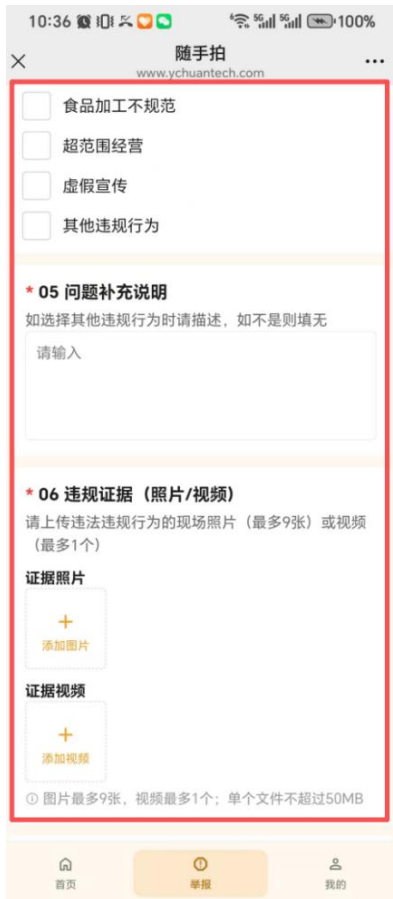 10:36 5G 5G 100%
随手拍
www.ychuantech.com
食品加工不规范
超范围经营
虚假宣传
其他违规行为
* 05 问题补充说明
如选择其他违规行为时请描述，如不是则填无
请输入
* 06 违规证据（照片/视频）
请上传违法违规行为的现场照片（最多9张）或视频
（最多1个）
证据照片
+
添加图片
证据视频
+
添加视频
图片最多9张，视频最多1个；单个文件不超过50MB
首页 举报 我的